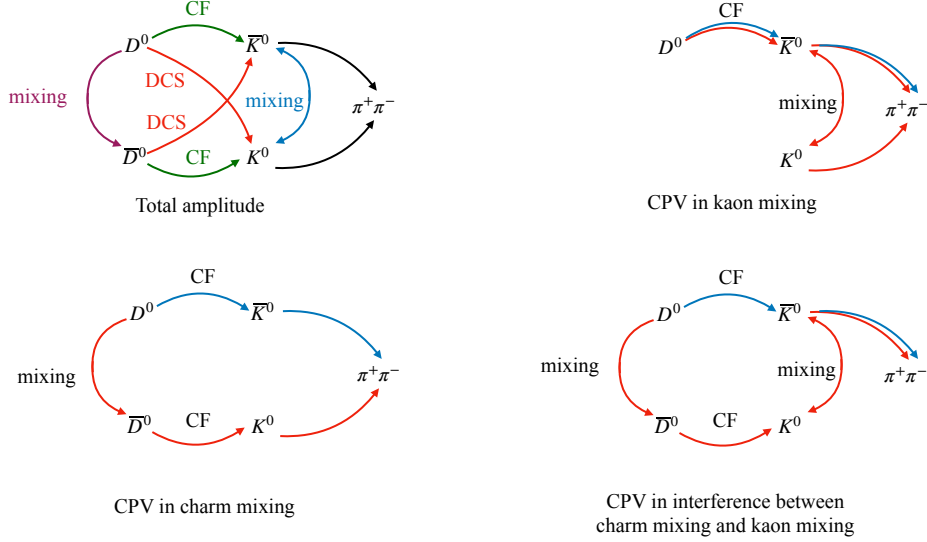 CF
D⁰ K̅⁰
DCS
mixing mixing π⁺π⁻
DCS
D̅⁰ K⁰
CF
Total amplitude
CF
D⁰ K̅⁰
mixing π⁺π⁻
K⁰
CPV in kaon mixing
CF
D⁰ K̅⁰
mixing π⁺π⁻
CF
D̅⁰ K⁰
CPV in charm mixing
CF
D⁰ K̅⁰
mixing mixing π⁺π⁻
CF
D̅⁰ K⁰
CPV in interference between
charm mixing and kaon mixing